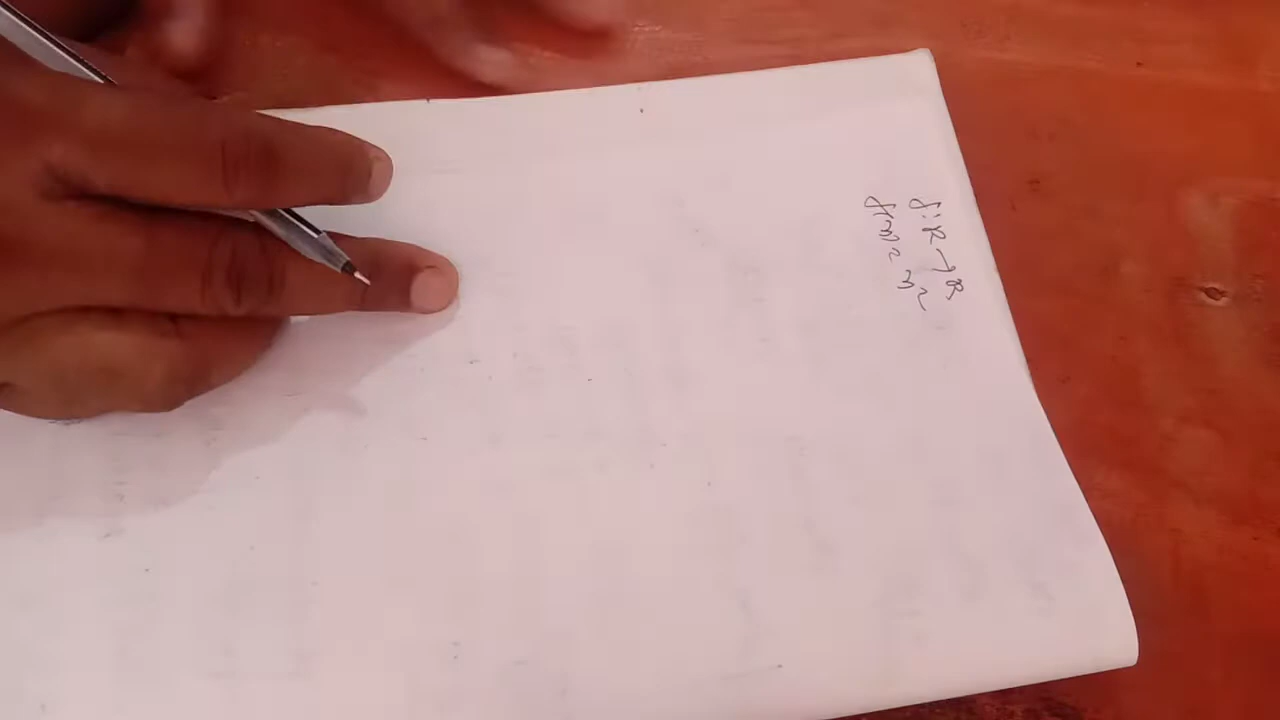 f: R → R
f(x) = x²